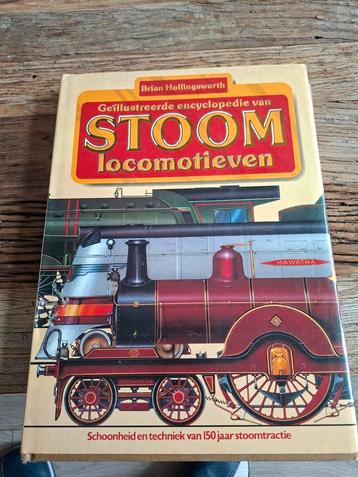 Brian Hollingsworth
Geïllustreerde encyclopedie van
STOOM
locomotieven
HIAWATHA
Schoonheid en techniek van 150 jaar stoomtractie